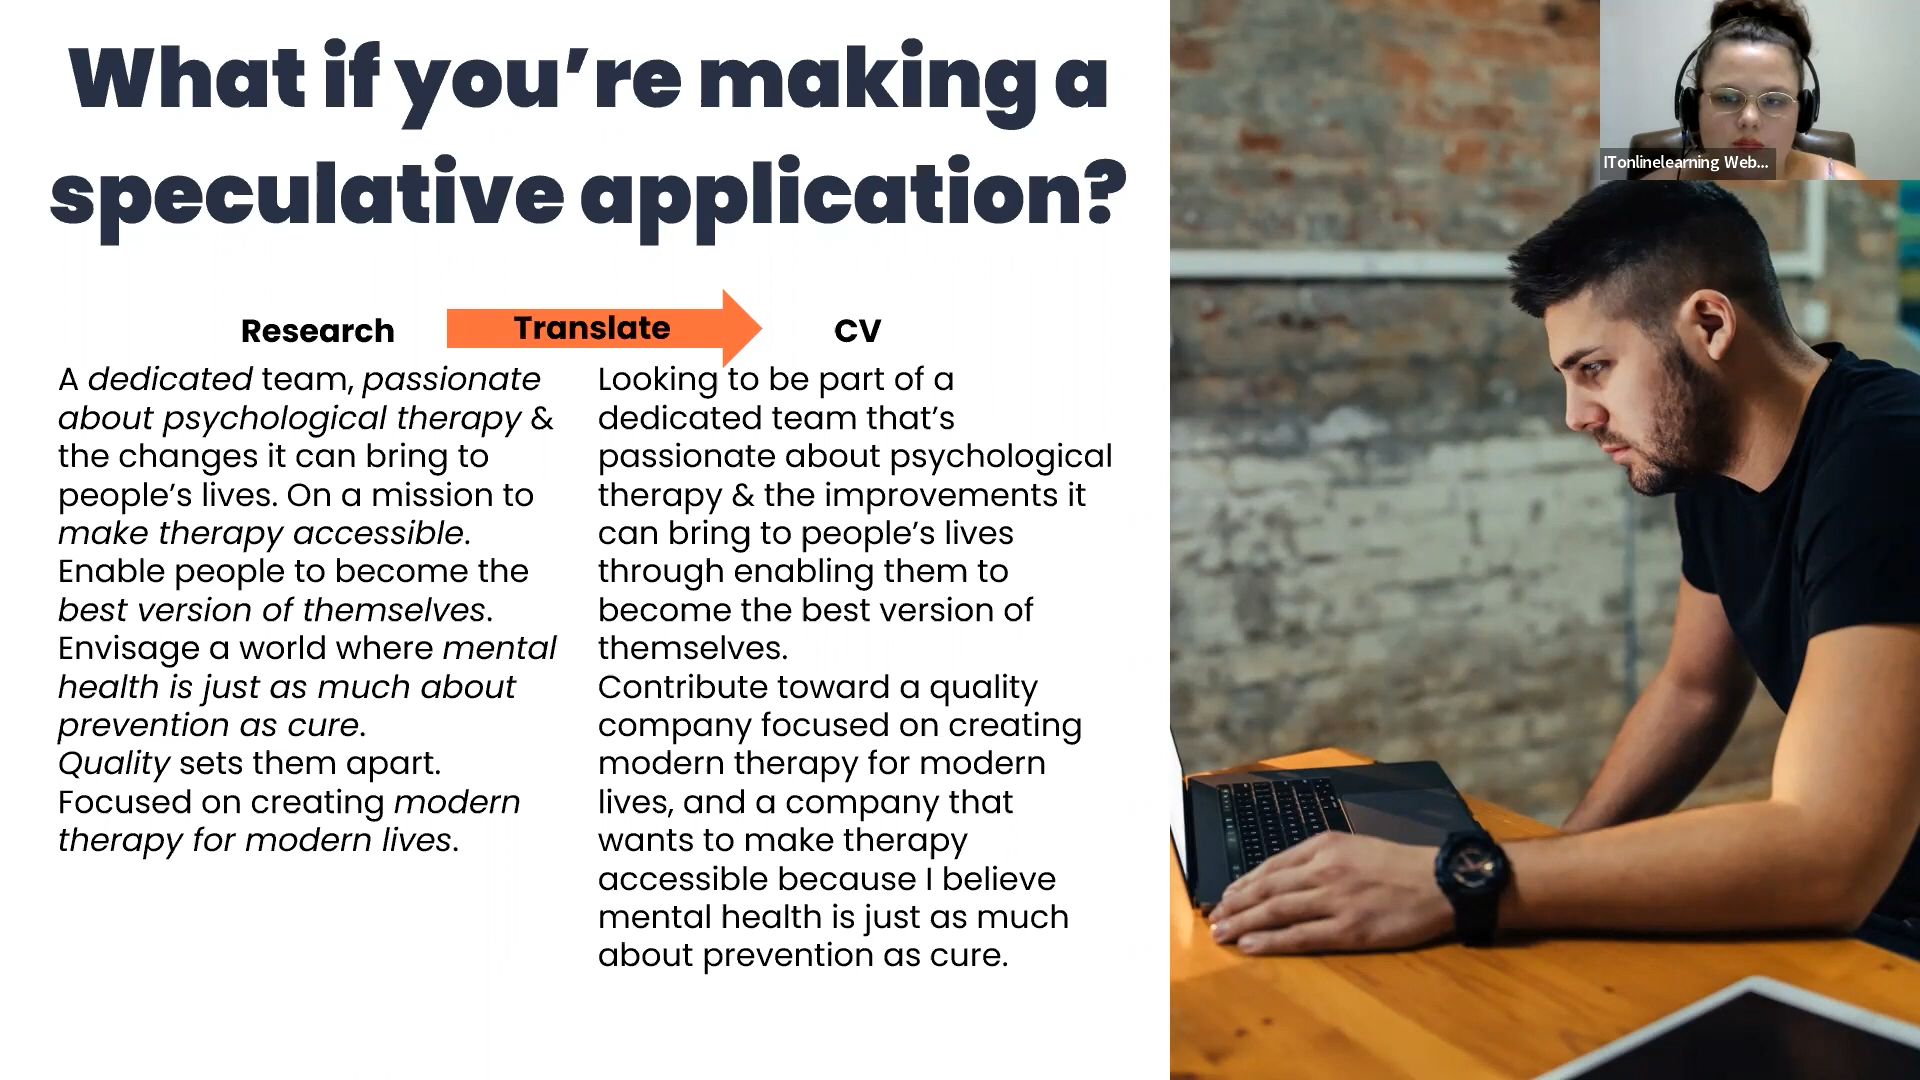 What if you’re making a
speculative application?
ITonlinelearning Web...
Research
Translate
CV
A dedicated team, passionate
about psychological therapy &
the changes it can bring to
people’s lives. On a mission to
make therapy accessible.
Enable people to become the
best version of themselves.
Envisage a world where mental
health is just as much about
prevention as cure.
Quality sets them apart.
Focused on creating modern
therapy for modern lives.
Looking to be part of a
dedicated team that’s
passionate about psychological
therapy & the improvements it
can bring to people’s lives
through enabling them to
become the best version of
themselves.
Contribute toward a quality
company focused on creating
modern therapy for modern
lives, and a company that
wants to make therapy
accessible because I believe
mental health is just as much
about prevention as cure.